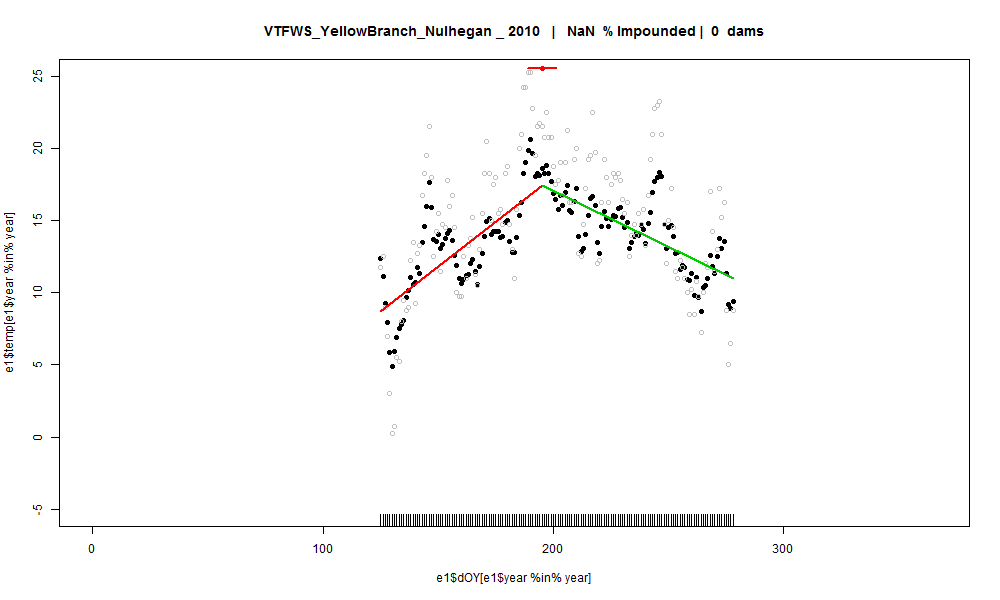 VTFWS_YellowBranch_Nulhegan _ 2010 | NaN % Impounded | 0 dams
25
20
15
10
5
0
-5
e1$temp[e1$year %in% year]
0 100 200 300
e1$dOY[e1$year %in% year]